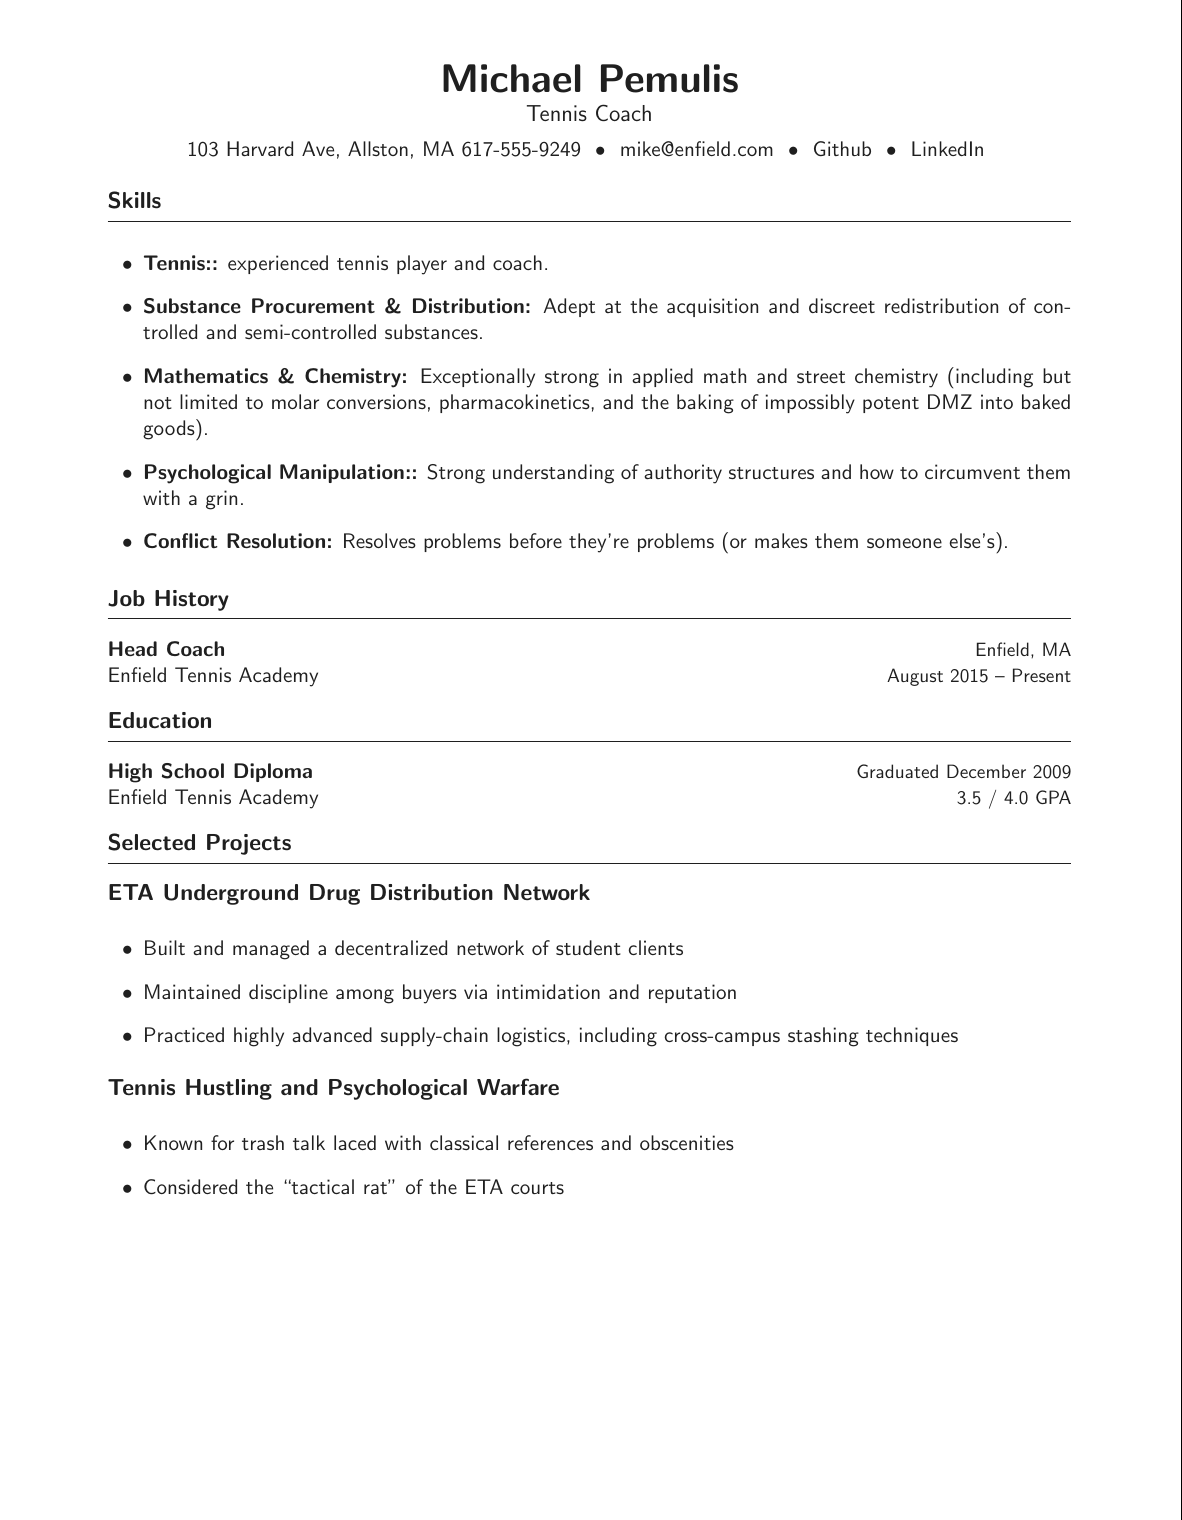 Michael Pemulis
Tennis Coach
103 Harvard Ave, Allston, MA 617-555-9249 • mike@enfield.com • Github • LinkedIn
Skills
• Tennis:: experienced tennis player and coach.
• Substance Procurement & Distribution: Adept at the acquisition and discreet redistribution of con-
trolled and semi-controlled substances.
• Mathematics & Chemistry: Exceptionally strong in applied math and street chemistry (including but
not limited to molar conversions, pharmacokinetics, and the baking of impossibly potent DMZ into baked
goods).
• Psychological Manipulation:: Strong understanding of authority structures and how to circumvent them
with a grin.
• Conflict Resolution: Resolves problems before they're problems (or makes them someone else's).
Job History
Head Coach Enfield, MA
Enfield Tennis Academy August 2015 – Present
Education
High School Diploma Graduated December 2009
Enfield Tennis Academy 3.5 / 4.0 GPA
Selected Projects
ETA Underground Drug Distribution Network
• Built and managed a decentralized network of student clients
• Maintained discipline among buyers via intimidation and reputation
• Practiced highly advanced supply-chain logistics, including cross-campus stashing techniques
Tennis Hustling and Psychological Warfare
• Known for trash talk laced with classical references and obscenities
• Considered the “tactical rat” of the ETA courts